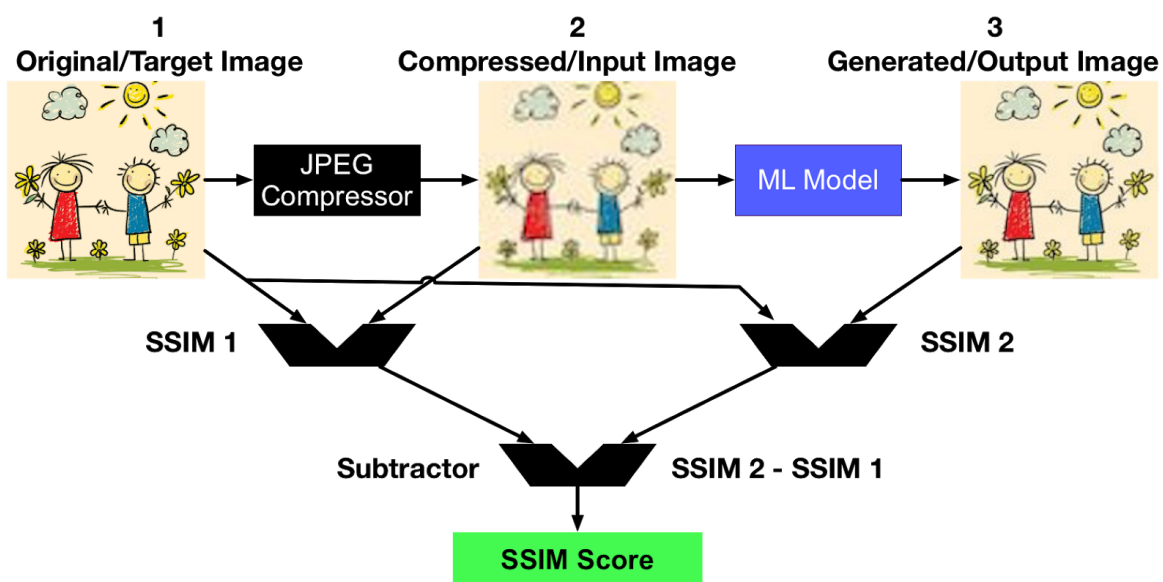 1
Original/Target Image
2
Compressed/Input Image
3
Generated/Output Image
JPEG
Compressor
ML Model
SSIM 1
SSIM 2
Subtractor
SSIM 2 - SSIM 1
SSIM Score